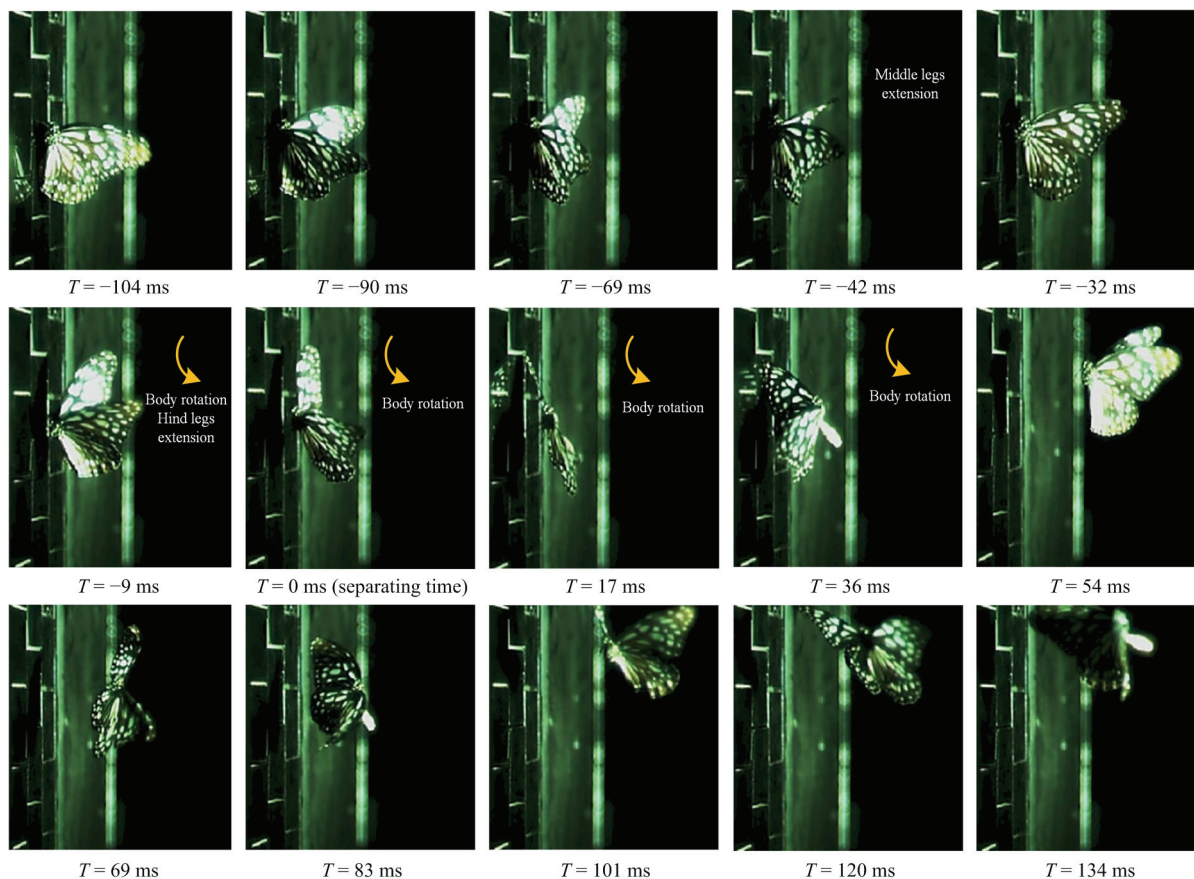 Middle legs
extension
T = −104 ms
T = −90 ms
T = −69 ms
T = −42 ms
T = −32 ms
Body rotation
Hind legs
extension
Body rotation
Body rotation
Body rotation
T = −9 ms
T = 0 ms (separating time)
T = 17 ms
T = 36 ms
T = 54 ms
T = 69 ms
T = 83 ms
T = 101 ms
T = 120 ms
T = 134 ms